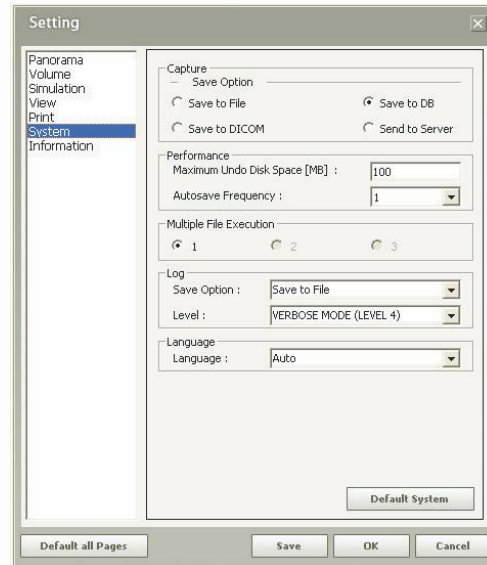 Setting
Panorama
Volume
Simulation
View
Print
System
Information
Capture
Save Option
Save to File
Save to DB
Save to DICOM
Send to Server
Performance
Maximum Undo Disk Space [MB] :
100
Autosave Frequency :
1
Multiple File Execution
1
2
3
Log
Save Option :
Save to File
Level :
VERBOSE MODE (LEVEL 4)
Language
Language :
Auto
Default System
Default all Pages
Save
OK
Cancel